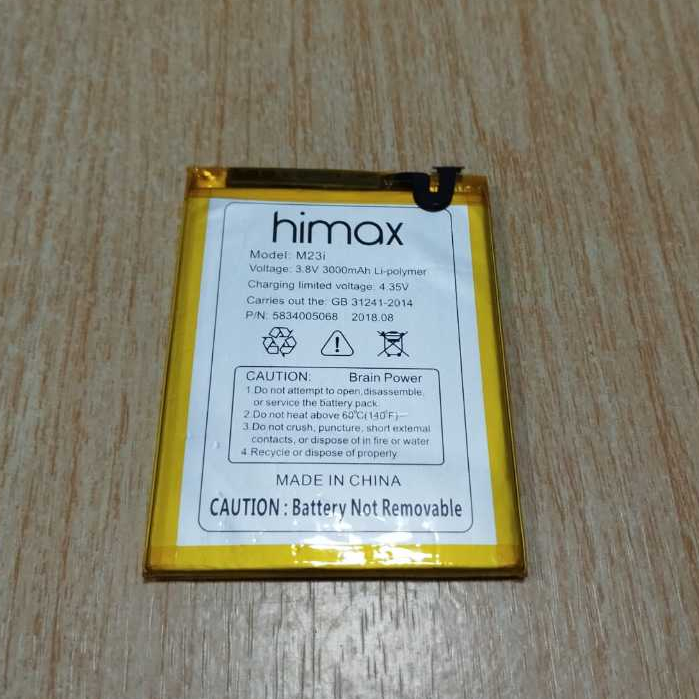 himax
Model: M23i
Voltage: 3.8V 3000mAh Li-polymer
Charging limited voltage: 4.35V
Carries out the: GB 31241-2014
P/N: 5834005068 2018.08
CAUTION: Brain Power
1.Do not attempt to open,disassemble,
or service the battery pack.
2.Do not heat above 60°C(140°F)
3.Do not crush, puncture, short external
contacts, or dispose of in fire or water.
4.Recycle or dispose of properly.
MADE IN CHINA
CAUTION : Battery Not Removable